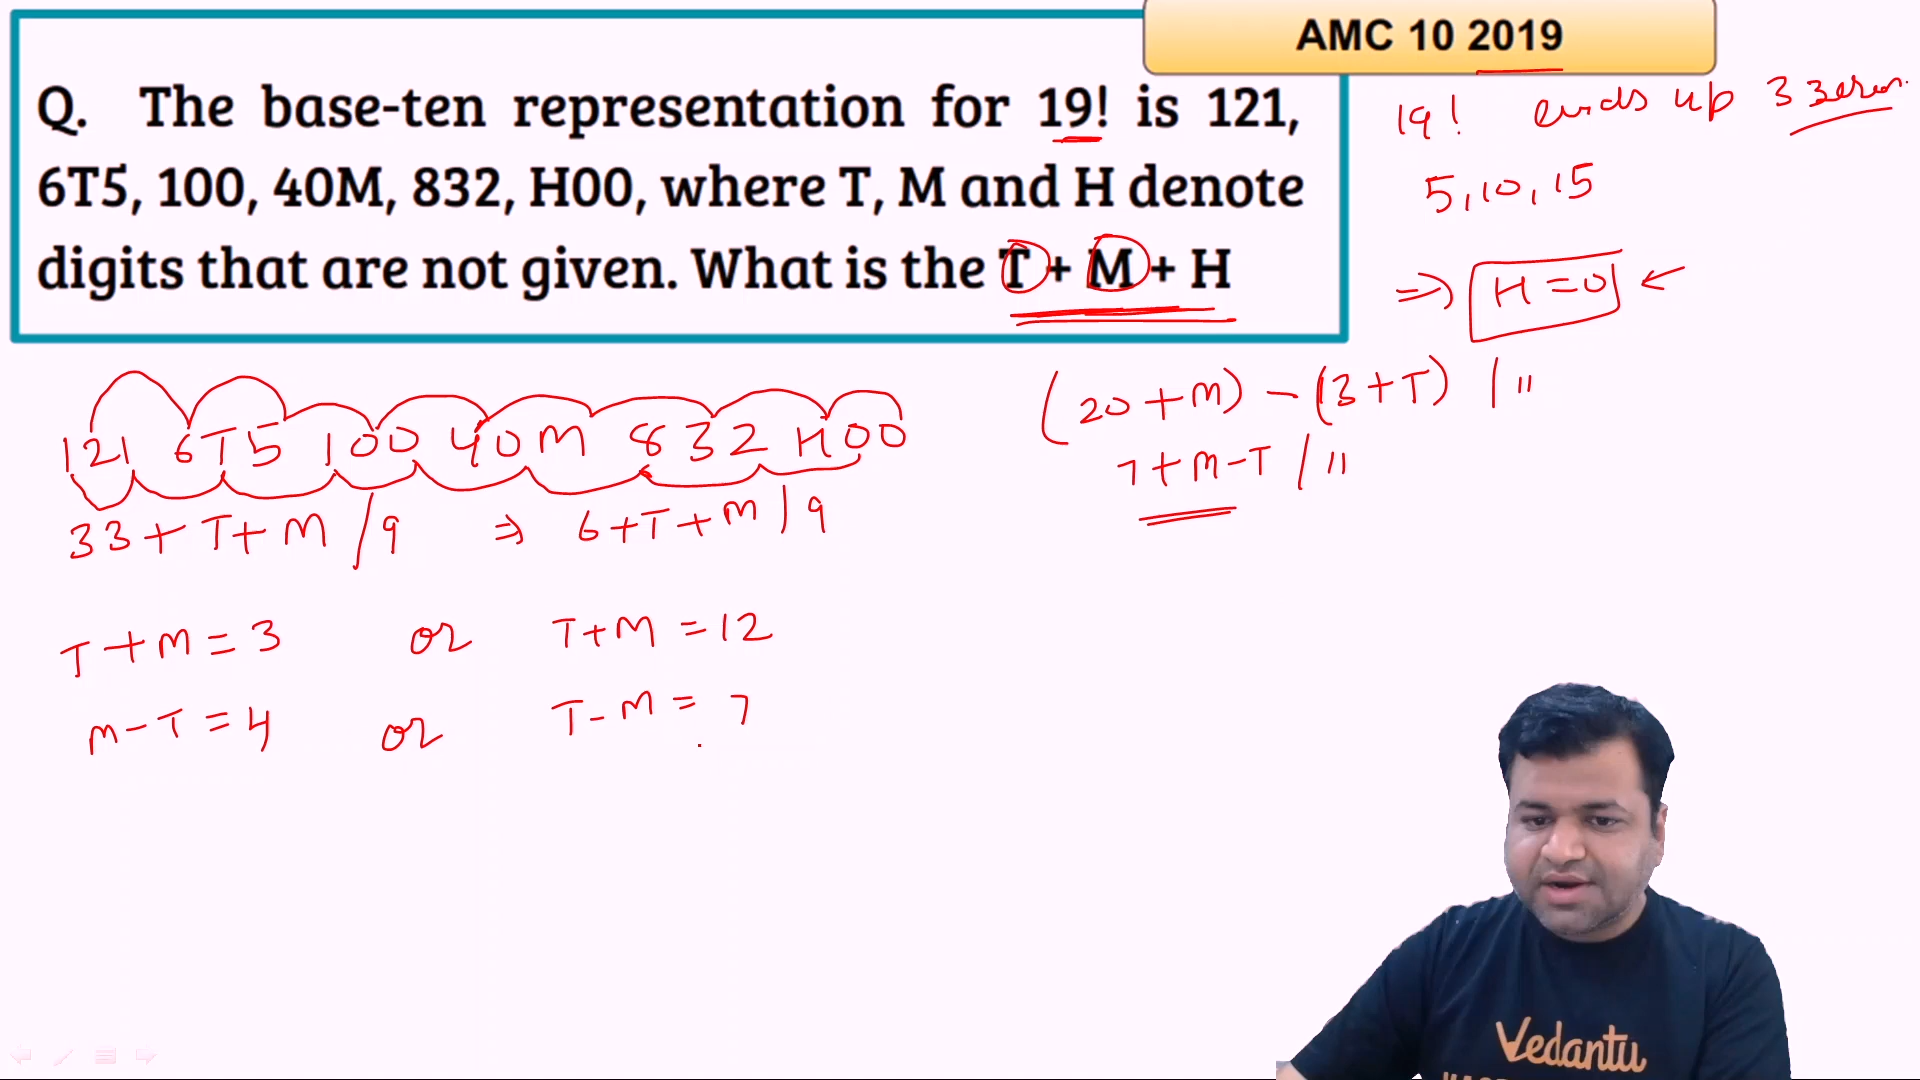 AMC 10 2019
Q. The base-ten representation for 19! is 121,
6T5, 100, 40M, 832, H00, where T, M and H denote
digits that are not given. What is the T + M + H
19! ends up 3 zeros.
5, 10, 15
⇒ H = 0 ←
121 6T5 100 40M 832 H00
33 + T + M / 9 ⇒ 6 + T + M / 9
T + M = 3 or T + M = 12
M - T = 4 or T - M = 7
(20 + M) - (13 + T) / 11
7 + M - T / 11
Vedantu